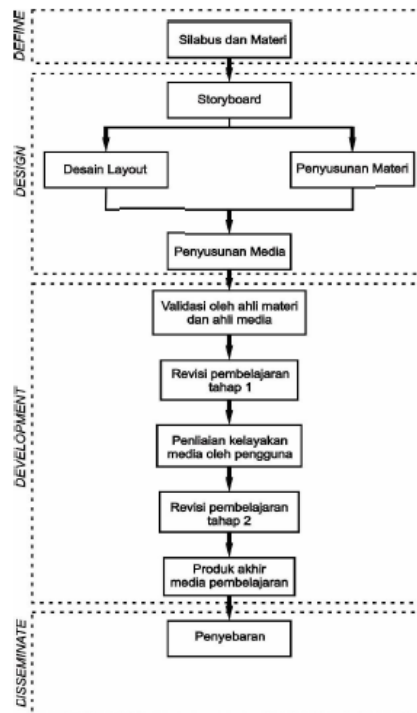 DEFINE
Silabus dan Materi
DESIGN
Storyboard
Desain Layout
Penyusunan Materi
Penyusunan Media
DEVELOPMENT
Validasi oleh ahli materi
dan ahli media
Revisi pembelajaran
tahap 1
Penliaian kelayakan
media oleh pengguna
Revisi pembelajaran
tahap 2
Produk akhir
media pembelajaran
DISSEMINATE
Penyebaran